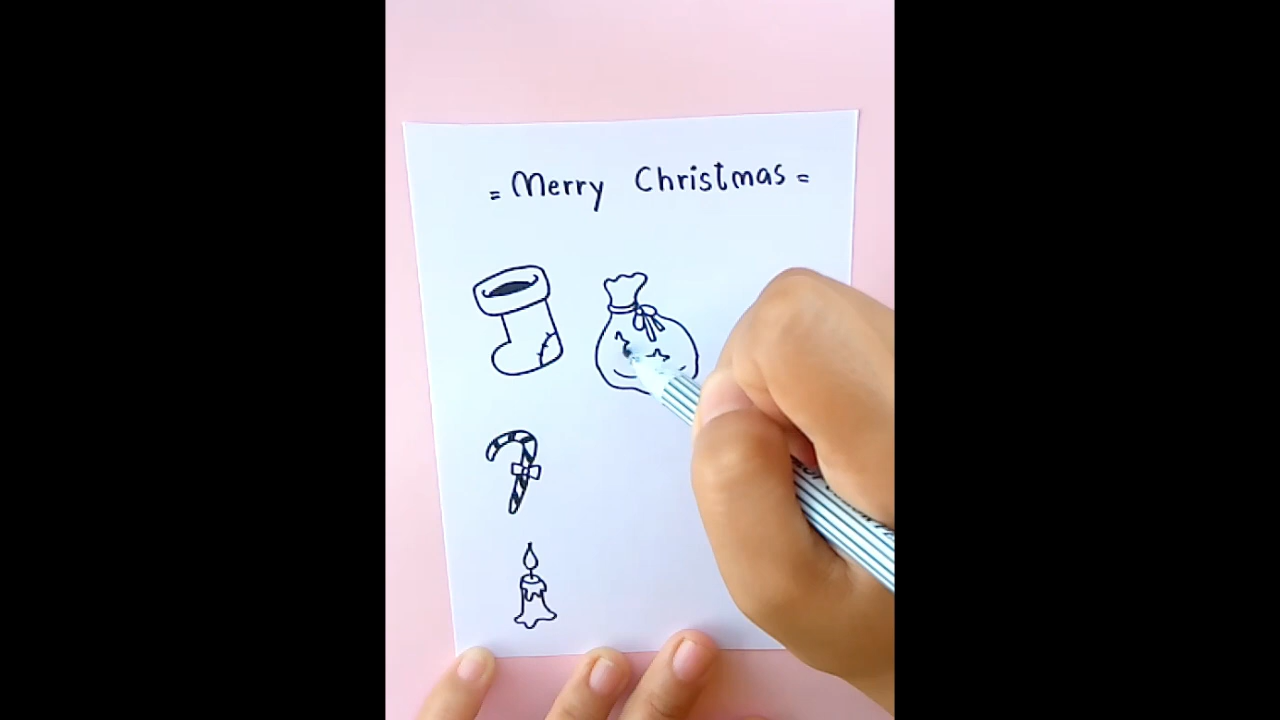 = Merry Christmas =